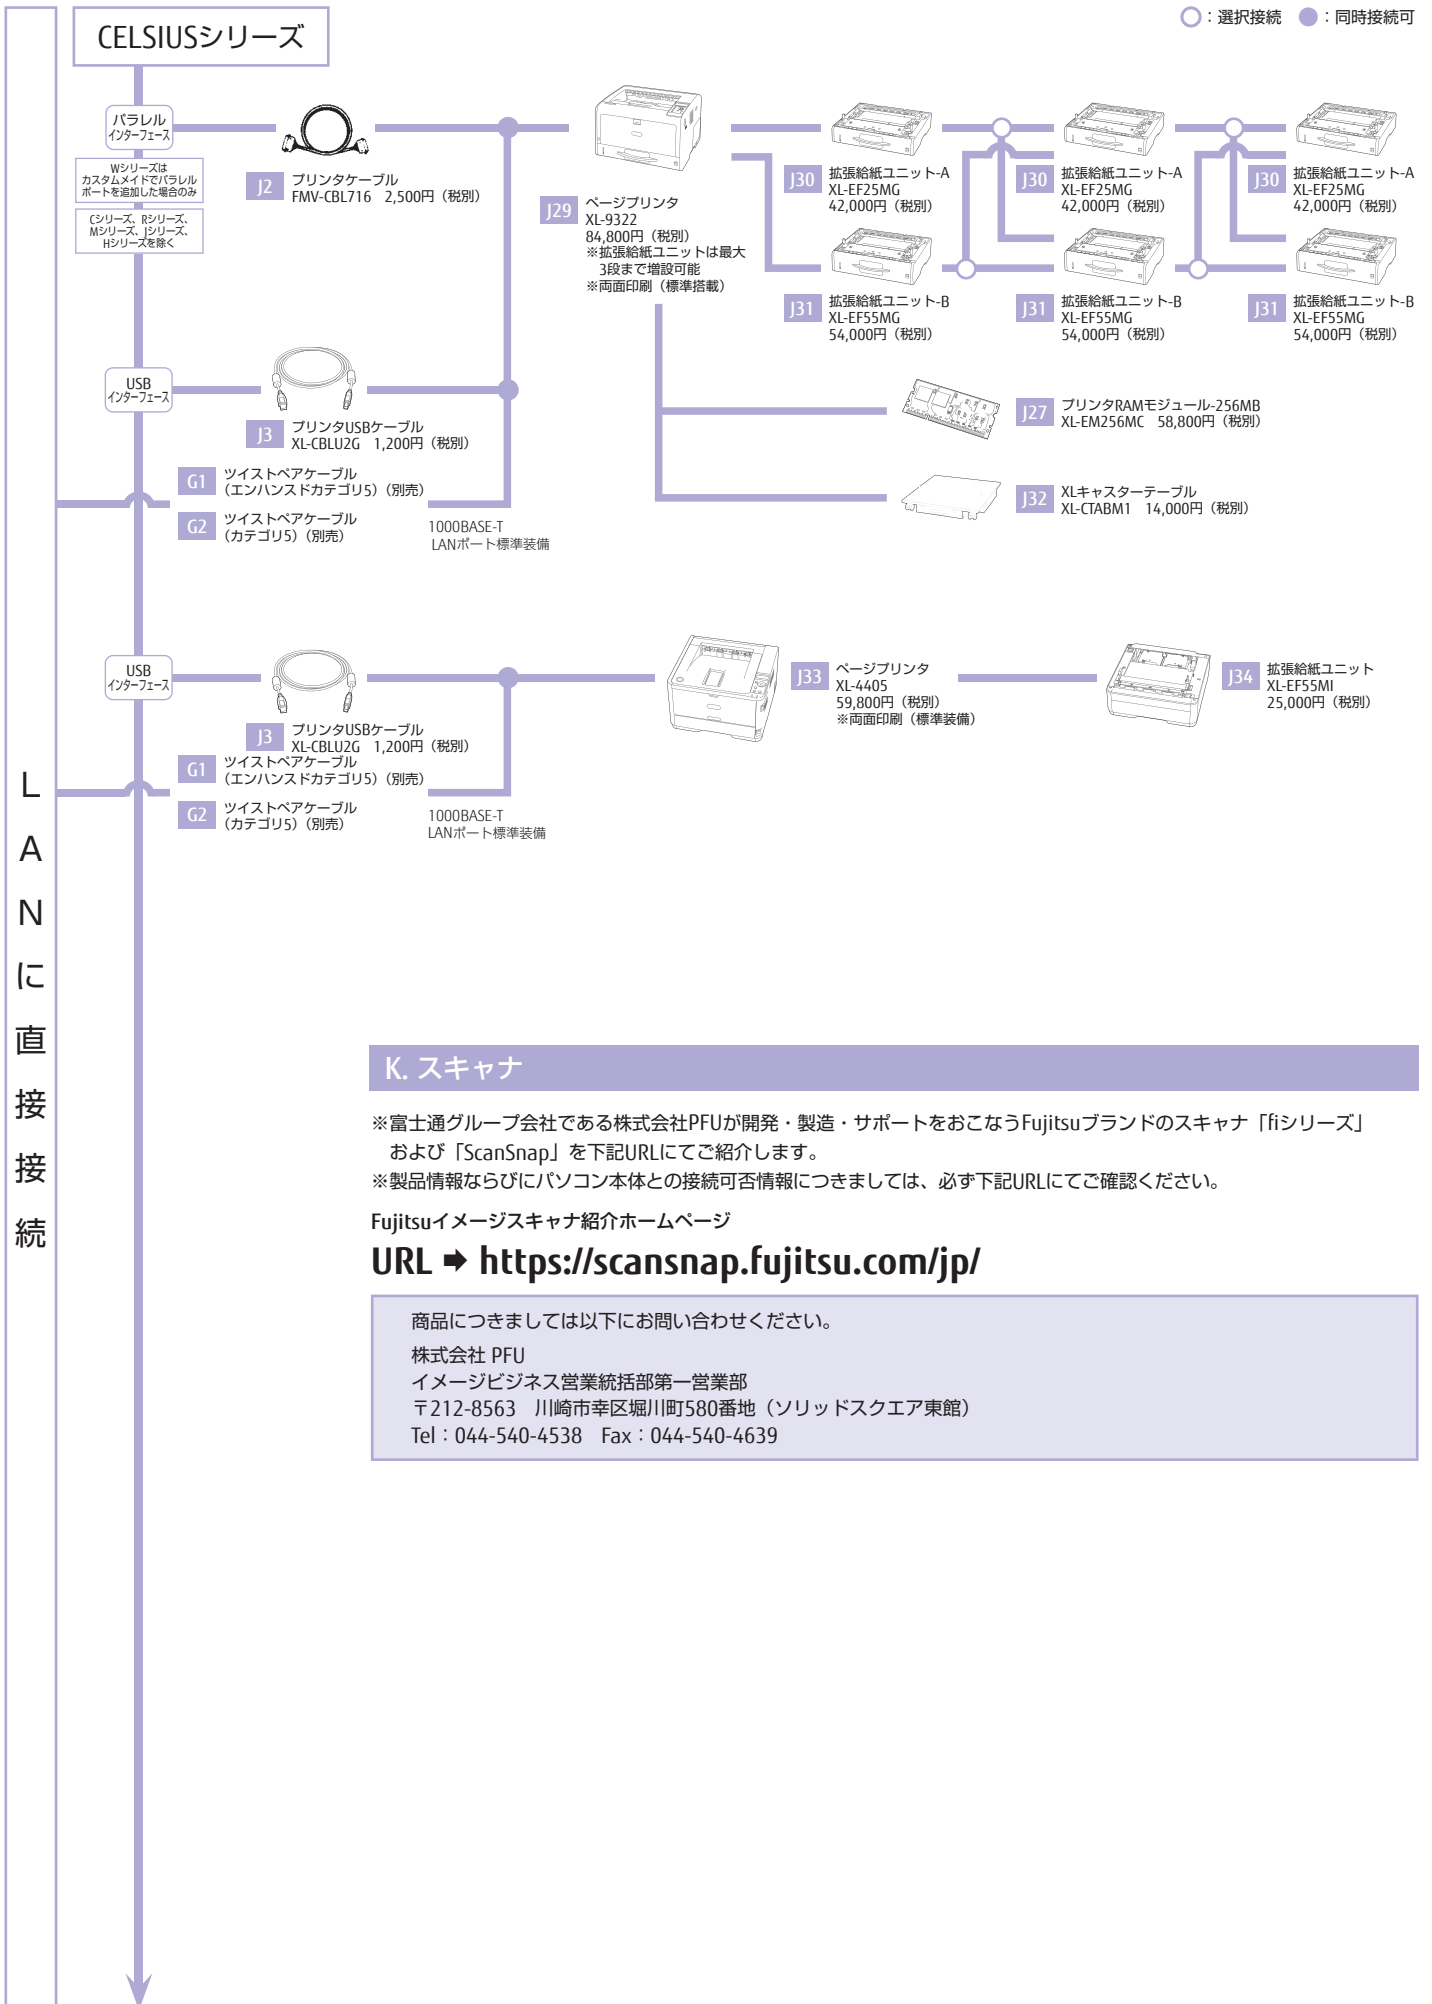 ○：選択接続　●：同時接続可
CELSIUSシリーズ
パラレル
インターフェース
Wシリーズは
カスタムメイドでパラレル
ポートを追加した場合のみ
Cシリーズ、Rシリーズ、
Mシリーズ、Jシリーズ、
Hシリーズを除く
J2 プリンタケーブル
FMV-CBL716　2,500円（税別）
J29 ページプリンタ
XL-9322
84,800円（税別）
※拡張給紙ユニットは最大
3段まで増設可能
※両面印刷（標準搭載）
J30 拡張給紙ユニット-A
XL-EF25MG
42,000円（税別）
J30 拡張給紙ユニット-A
XL-EF25MG
42,000円（税別）
J30 拡張給紙ユニット-A
XL-EF25MG
42,000円（税別）
J31 拡張給紙ユニット-B
XL-EF55MG
54,000円（税別）
J31 拡張給紙ユニット-B
XL-EF55MG
54,000円（税別）
J31 拡張給紙ユニット-B
XL-EF55MG
54,000円（税別）
USB
インターフェース
J3 プリンタUSBケーブル
XL-CBLU2G　1,200円（税別）
J27 プリンタRAMモジュール-256MB
XL-EM256MC　58,800円（税別）
G1 ツイストペアケーブル
（エンハンスドカテゴリ5）（別売）
G2 ツイストペアケーブル
（カテゴリ5）（別売）
1000BASE-T
LANポート標準装備
J32 XLキャスターテーブル
XL-CTABM1　14,000円（税別）
USB
インターフェース
J3 プリンタUSBケーブル
XL-CBLU2G　1,200円（税別）
G1 ツイストペアケーブル
（エンハンスドカテゴリ5）（別売）
G2 ツイストペアケーブル
（カテゴリ5）（別売）
1000BASE-T
LANポート標準装備
J33 ページプリンタ
XL-4405
59,800円（税別）
※両面印刷（標準装備）
J34 拡張給紙ユニット
XL-EF55MI
25,000円（税別）
LANに直接接続
K. スキャナ
※富士通グループ会社である株式会社PFUが開発・製造・サポートをおこなうFujitsuブランドのスキャナ「fiシリーズ」
および「ScanSnap」を下記URLにてご紹介します。
※製品情報ならびにパソコン本体との接続可否情報につきましては、必ず下記URLにてご確認ください。
Fujitsuイメージスキャナ紹介ホームページ
URL ➡ https://scansnap.fujitsu.com/jp/
商品につきましては以下にお問い合わせください。
株式会社 PFU
イメージビジネス営業統括部第一営業部
〒212-8563　川崎市幸区堀川町580番地（ソリッドスクエア東館）
Tel：044-540-4538　Fax：044-540-4639